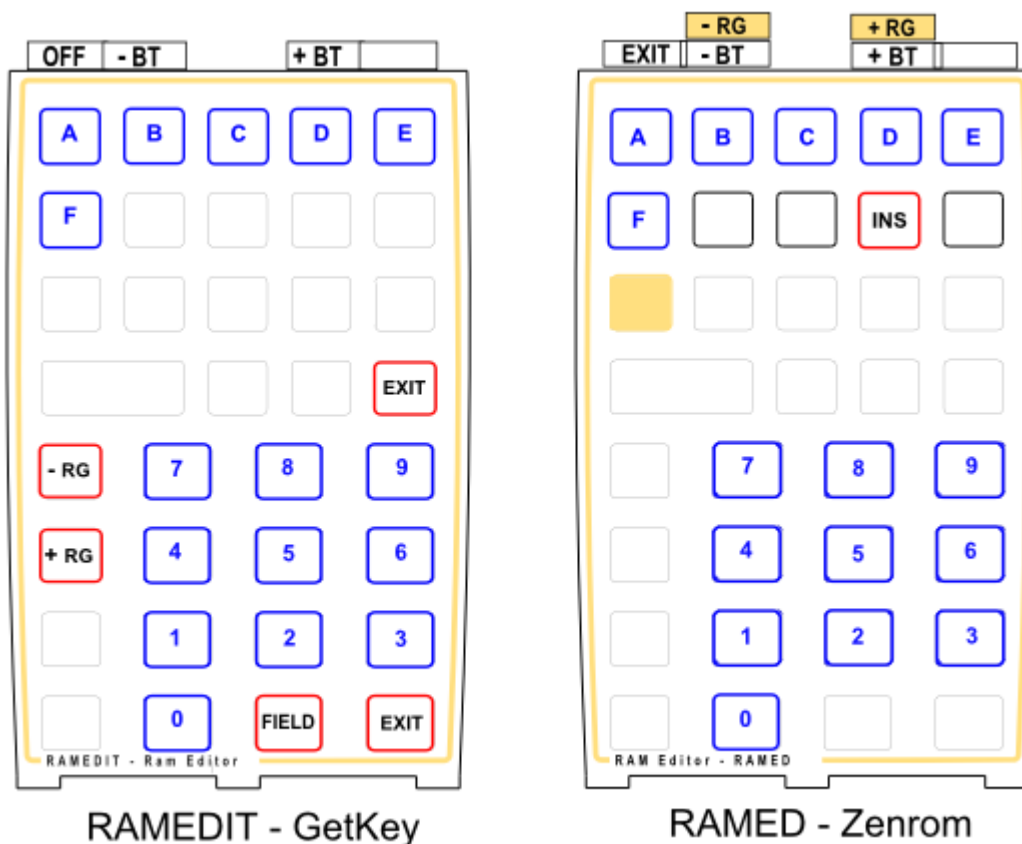 OFF - BT + BT
A B C D E
F
EXIT
- RG 7 8 9
+ RG 4 5 6
1 2 3
0 FIELD EXIT
RAMEDIT - Ram Editor
RAMEDIT - GetKey
- RG + RG
EXIT - BT + BT
A B C D E
F INS
7 8 9
4 5 6
1 2 3
0
RAM Editor - RAMED
RAMED - Zenrom